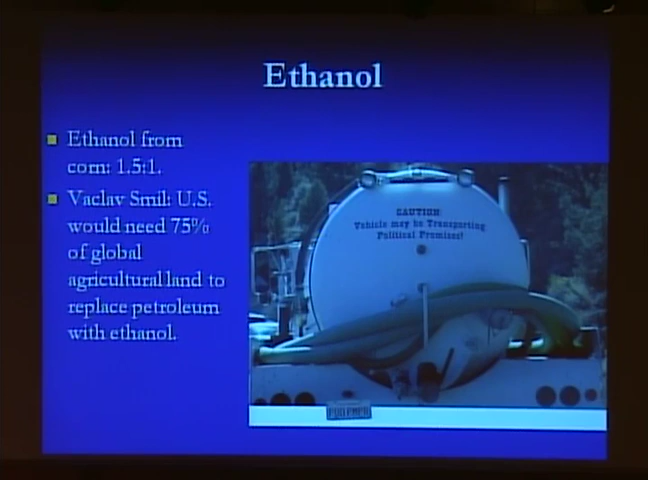 Ethanol
Ethanol from
corn: 1.5:1.
Vaclav Smil: U.S.
would need 75%
of global
agricultural land to
replace petroleum
with ethanol.
CAUTION:
Vehicle may be Transporting
Political Promises!